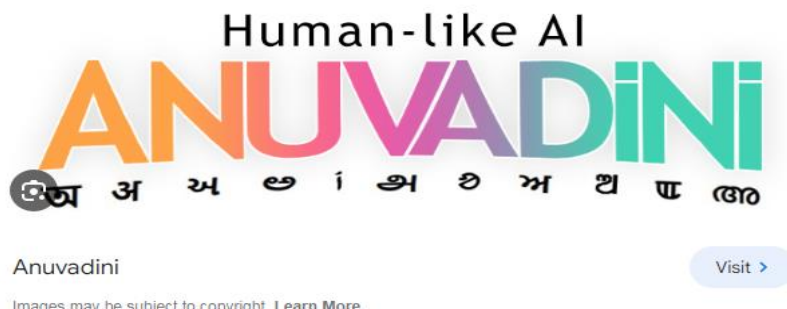 Human-like AI
ANUVADiNi
অ अ અ అ i அ ಅ ਅ ଅ ꯑ അ
Anuvadini
Visit >
Images may be subject to copyright. Learn More